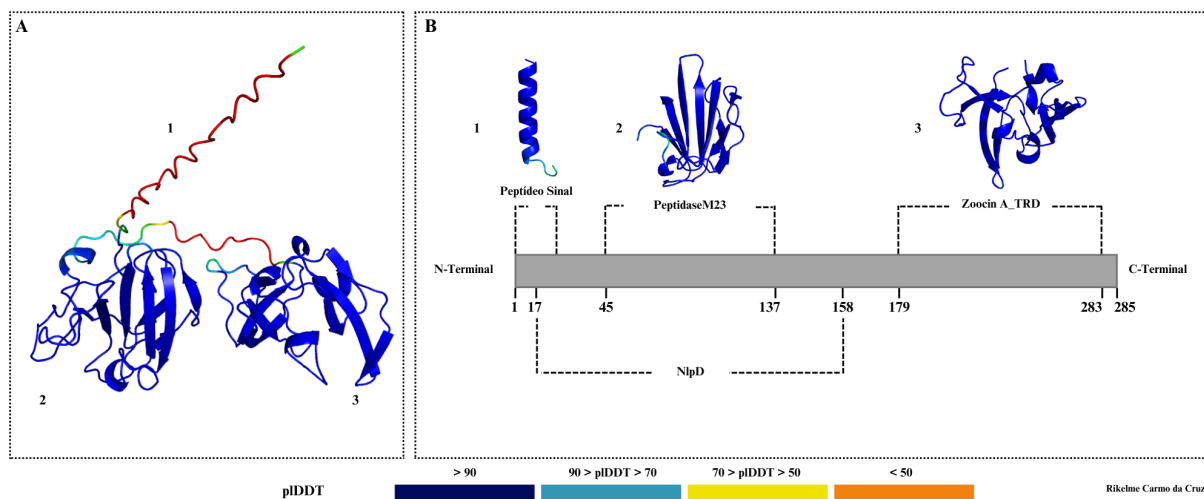 A
1
2
3
B
1
2
3
Peptídeo Sinal
PeptidaseM23
Zoocin A_TRD
N-Terminal
C-Terminal
1 17 45 137 158 179 283 285
NlpD
plDDT
> 90
90 > plDDT > 70
70 > plDDT > 50
< 50
Rikelme Carmo da Cruz